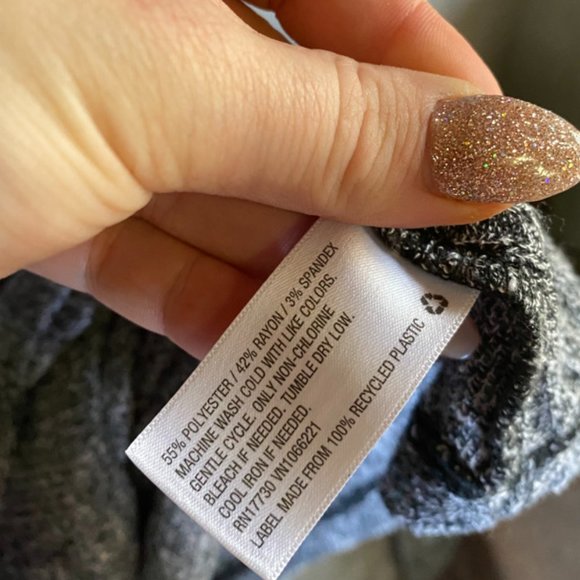 55% POLYESTER / 42% RAYON / 3% SPANDEX
MACHINE WASH COLD WITH LIKE COLORS.
GENTLE CYCLE. ONLY NON-CHLORINE
BLEACH IF NEEDED. TUMBLE DRY LOW.
COOL IRON IF NEEDED.
RN17730 VN1066221
LABEL MADE FROM 100% RECYCLED PLASTIC